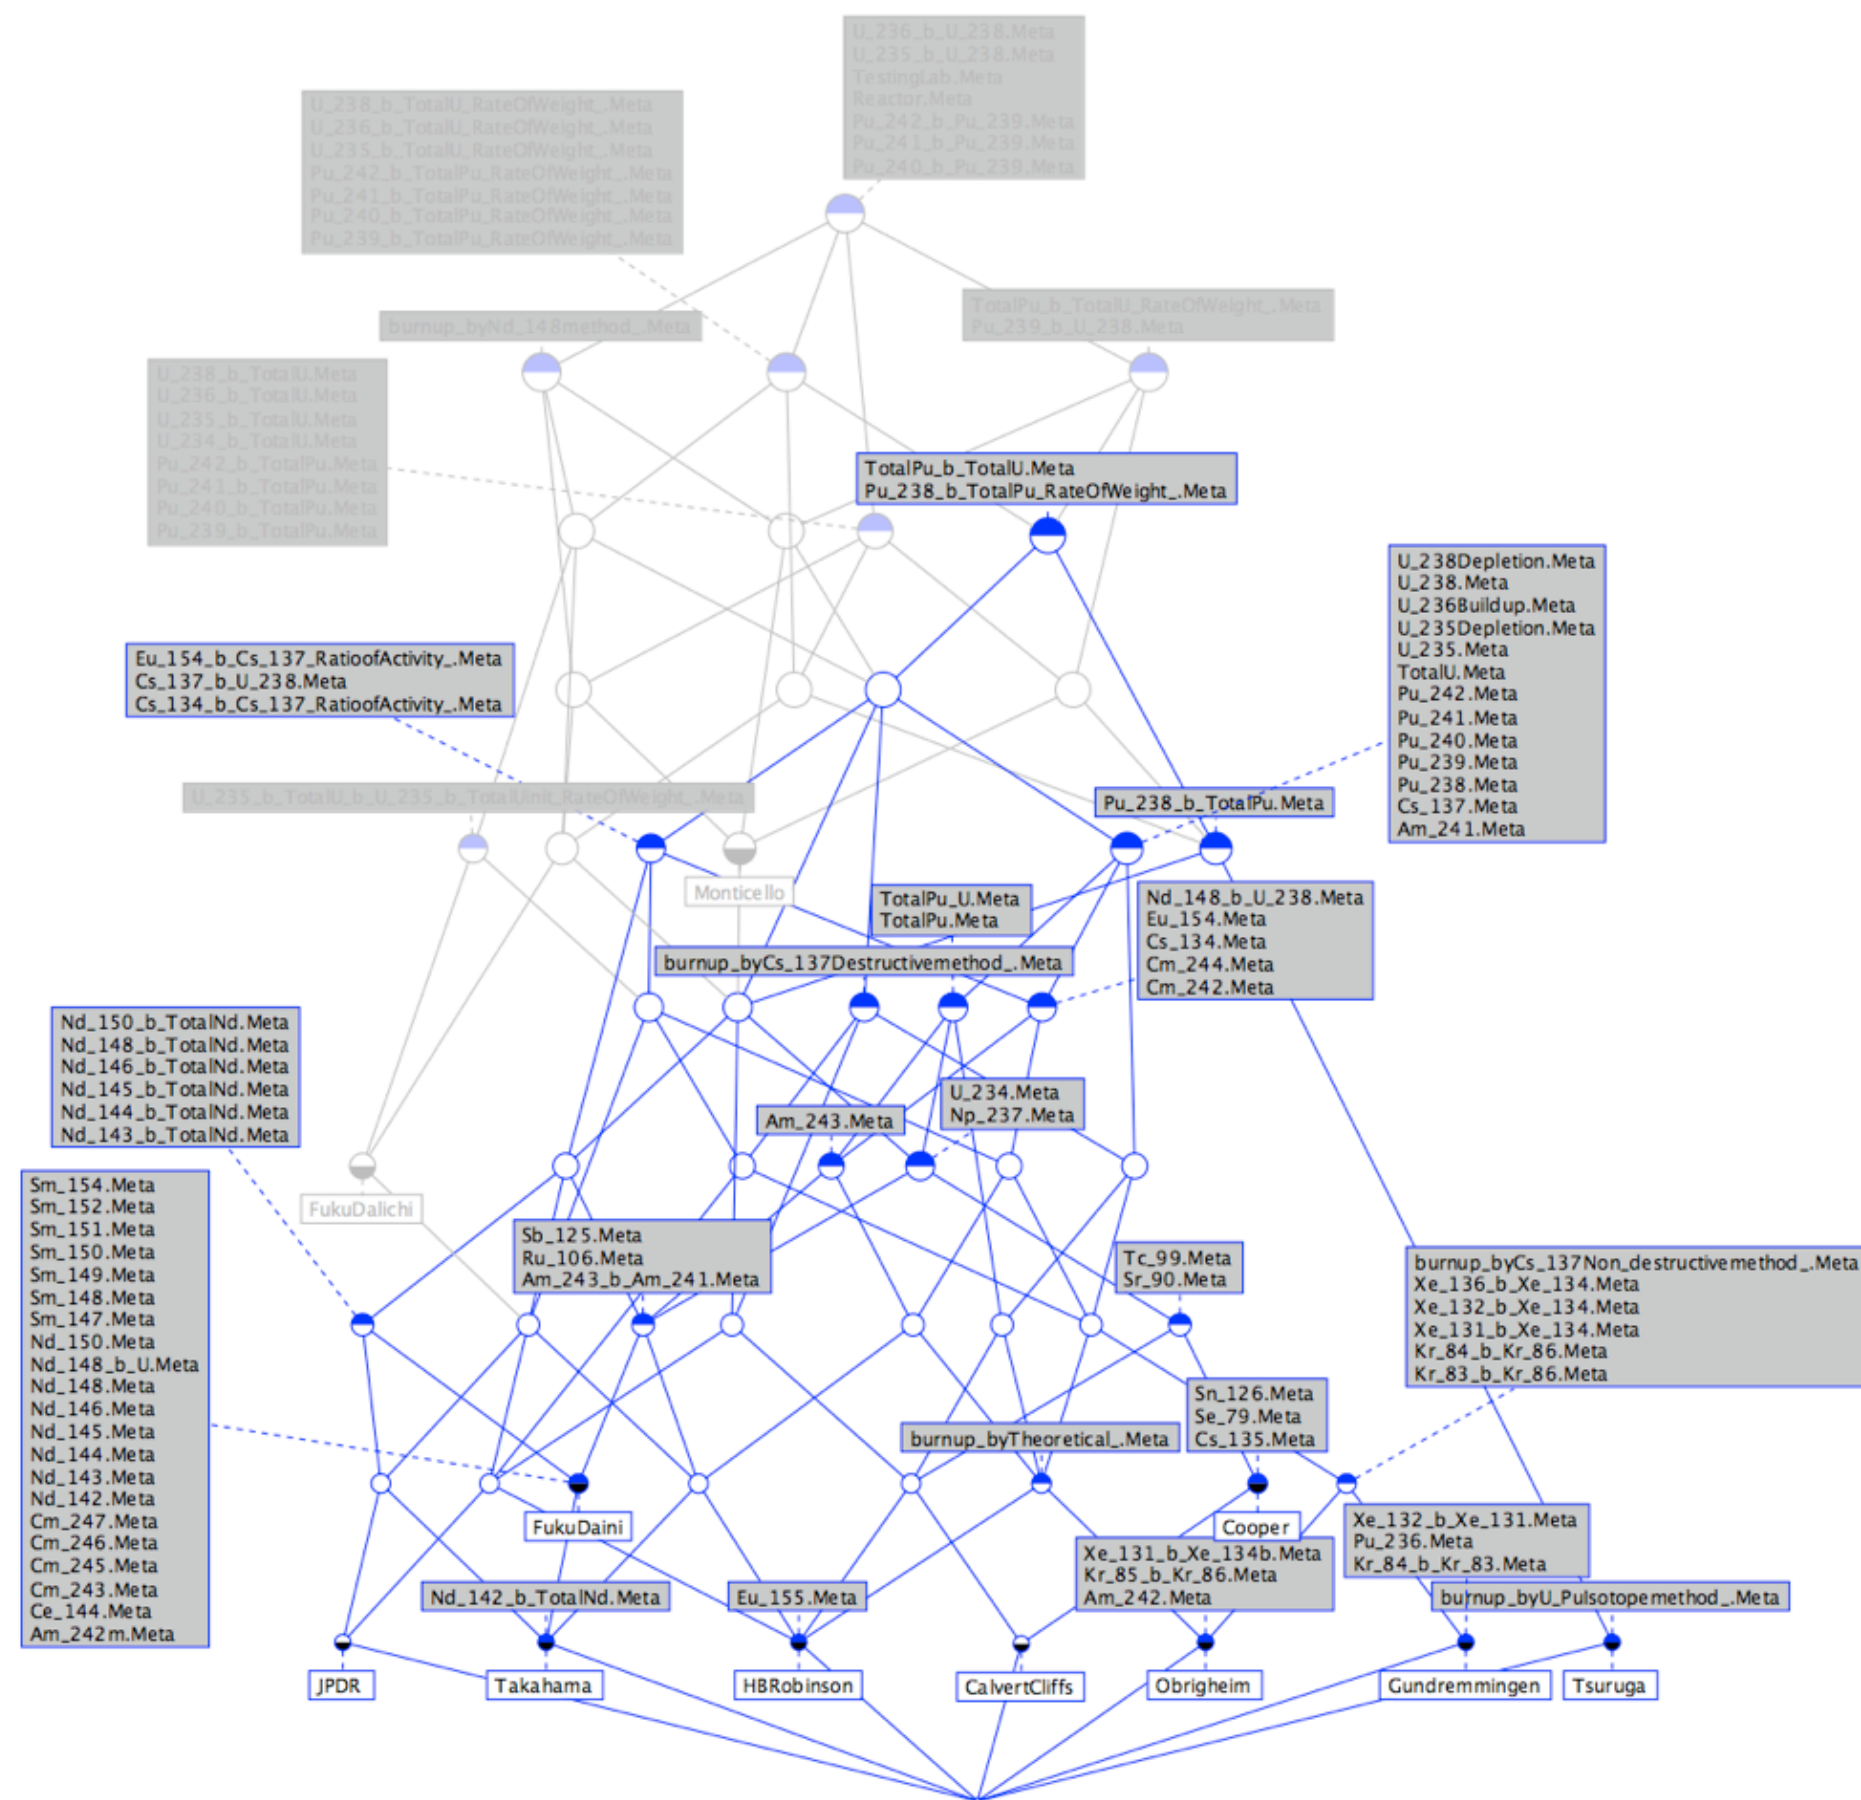 U_236_b_U_238.Meta
U_235_b_U_238.Meta
TestingLab.Meta
Reactor.Meta
Pu_242_b_Pu_239.Meta
Pu_241_b_Pu_239.Meta
Pu_240_b_Pu_239.Meta
U_238_b_TotalU_RateOfWeight_.Meta
U_236_b_TotalU_RateOfWeight_.Meta
U_235_b_TotalU_RateOfWeight_.Meta
Pu_242_b_TotalPu_RateOfWeight_.Meta
Pu_241_b_TotalPu_RateOfWeight_.Meta
Pu_240_b_TotalPu_RateOfWeight_.Meta
Pu_239_b_TotalPu_RateOfWeight_.Meta
burnup_byNd_148method_.Meta
TotalPu_b_TotalU_RateOfWeight_.Meta
Pu_239_b_U_238.Meta
U_238_b_TotalU.Meta
U_236_b_TotalU.Meta
U_235_b_TotalU.Meta
U_234_b_TotalU.Meta
Pu_242_b_TotalPu.Meta
Pu_241_b_TotalPu.Meta
Pu_240_b_TotalPu.Meta
Pu_239_b_TotalPu.Meta
TotalPu_b_TotalU.Meta
Pu_238_b_TotalPu_RateOfWeight_.Meta
U_238Depletion.Meta
U_238.Meta
U_236Buildup.Meta
U_235Depletion.Meta
U_235.Meta
TotalU.Meta
Pu_242.Meta
Pu_241.Meta
Pu_240.Meta
Pu_239.Meta
Pu_238.Meta
Cs_137.Meta
Am_241.Meta
Eu_154_b_Cs_137_RatioofActivity_.Meta
Cs_137_b_U_238.Meta
Cs_134_b_Cs_137_RatioofActivity_.Meta
U_235_b_TotalU_b_U_235_b_TotalUinit_RateOfWeight_.Meta
Pu_238_b_TotalPu.Meta
Monticello
TotalPu_U.Meta
TotalPu.Meta
Nd_148_b_U_238.Meta
Eu_154.Meta
Cs_134.Meta
Cm_244.Meta
Cm_242.Meta
burnup_byCs_137Destructivemethod_.Meta
Nd_150_b_TotalNd.Meta
Nd_148_b_TotalNd.Meta
Nd_146_b_TotalNd.Meta
Nd_145_b_TotalNd.Meta
Nd_144_b_TotalNd.Meta
Nd_143_b_TotalNd.Meta
U_234.Meta
Np_237.Meta
Am_243.Meta
Sm_154.Meta
Sm_152.Meta
Sm_151.Meta
Sm_150.Meta
Sm_149.Meta
Sm_148.Meta
Sm_147.Meta
Nd_150.Meta
Nd_148_b_U.Meta
Nd_148.Meta
Nd_146.Meta
Nd_145.Meta
Nd_144.Meta
Nd_143.Meta
Nd_142.Meta
Cm_247.Meta
Cm_246.Meta
Cm_245.Meta
Cm_243.Meta
Ce_144.Meta
Am_242m.Meta
FukuDalichi
Sb_125.Meta
Ru_106.Meta
Am_243_b_Am_241.Meta
Tc_99.Meta
Sr_90.Meta
burnup_byCs_137Non_destructivemethod_.Meta
Xe_136_b_Xe_134.Meta
Xe_132_b_Xe_134.Meta
Xe_131_b_Xe_134.Meta
Kr_84_b_Kr_86.Meta
Kr_83_b_Kr_86.Meta
Sn_126.Meta
Se_79.Meta
Cs_135.Meta
burnup_byTheoretical_.Meta
FukuDaini
Cooper
Xe_132_b_Xe_131.Meta
Pu_236.Meta
Kr_84_b_Kr_83.Meta
Xe_131_b_Xe_134b.Meta
Kr_85_b_Kr_86.Meta
Am_242.Meta
Nd_142_b_TotalNd.Meta
Eu_155.Meta
burnup_byU_PuIsotopemethod_.Meta
JPDR
Takahama
HBRobinson
CalvertCliffs
Obrigheim
Gundremmingen
Tsuruga